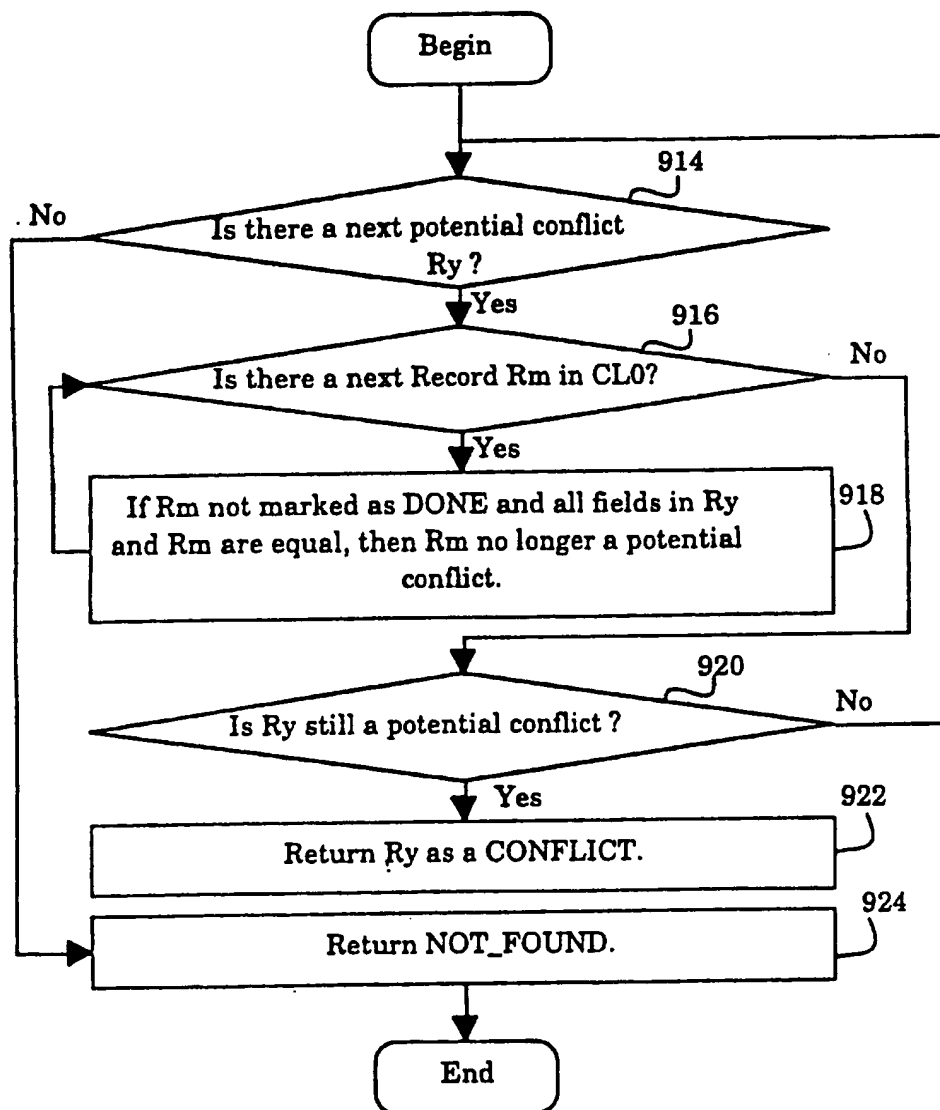 Begin
914
No
Is there a next potential conflict
Ry ?
Yes
916
No
Is there a next Record Rm in CL0?
Yes
If Rm not marked as DONE and all fields in Ry
and Rm are equal, then Rm no longer a potential
conflict.
918
920
No
Is Ry still a potential conflict ?
Yes
922
Return Ry as a CONFLICT.
924
Return NOT_FOUND.
End